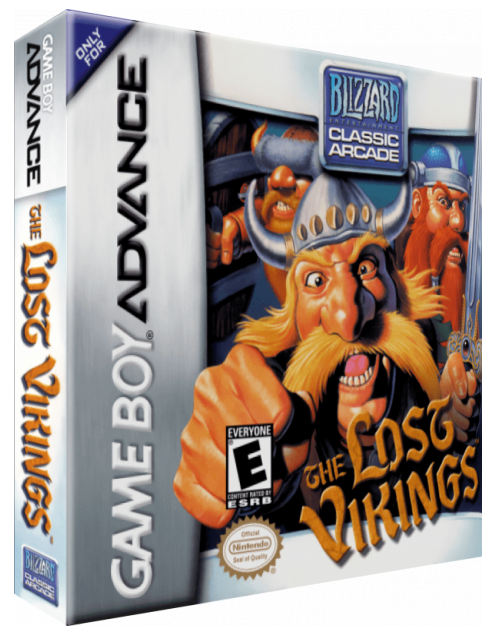 GAME BOY
ADVANCE
THE LOST VIKINGS
BLIZZARD
CLASSIC
ARCADE
ONLY
FOR
GAME BOY ADVANCE
BLIZZARD
ENTERTAINMENT
CLASSIC
ARCADE
EVERYONE
E
CONTENT RATED BY
ESRB
Official
Nintendo
Seal of Quality
THE LOST
VIKINGS